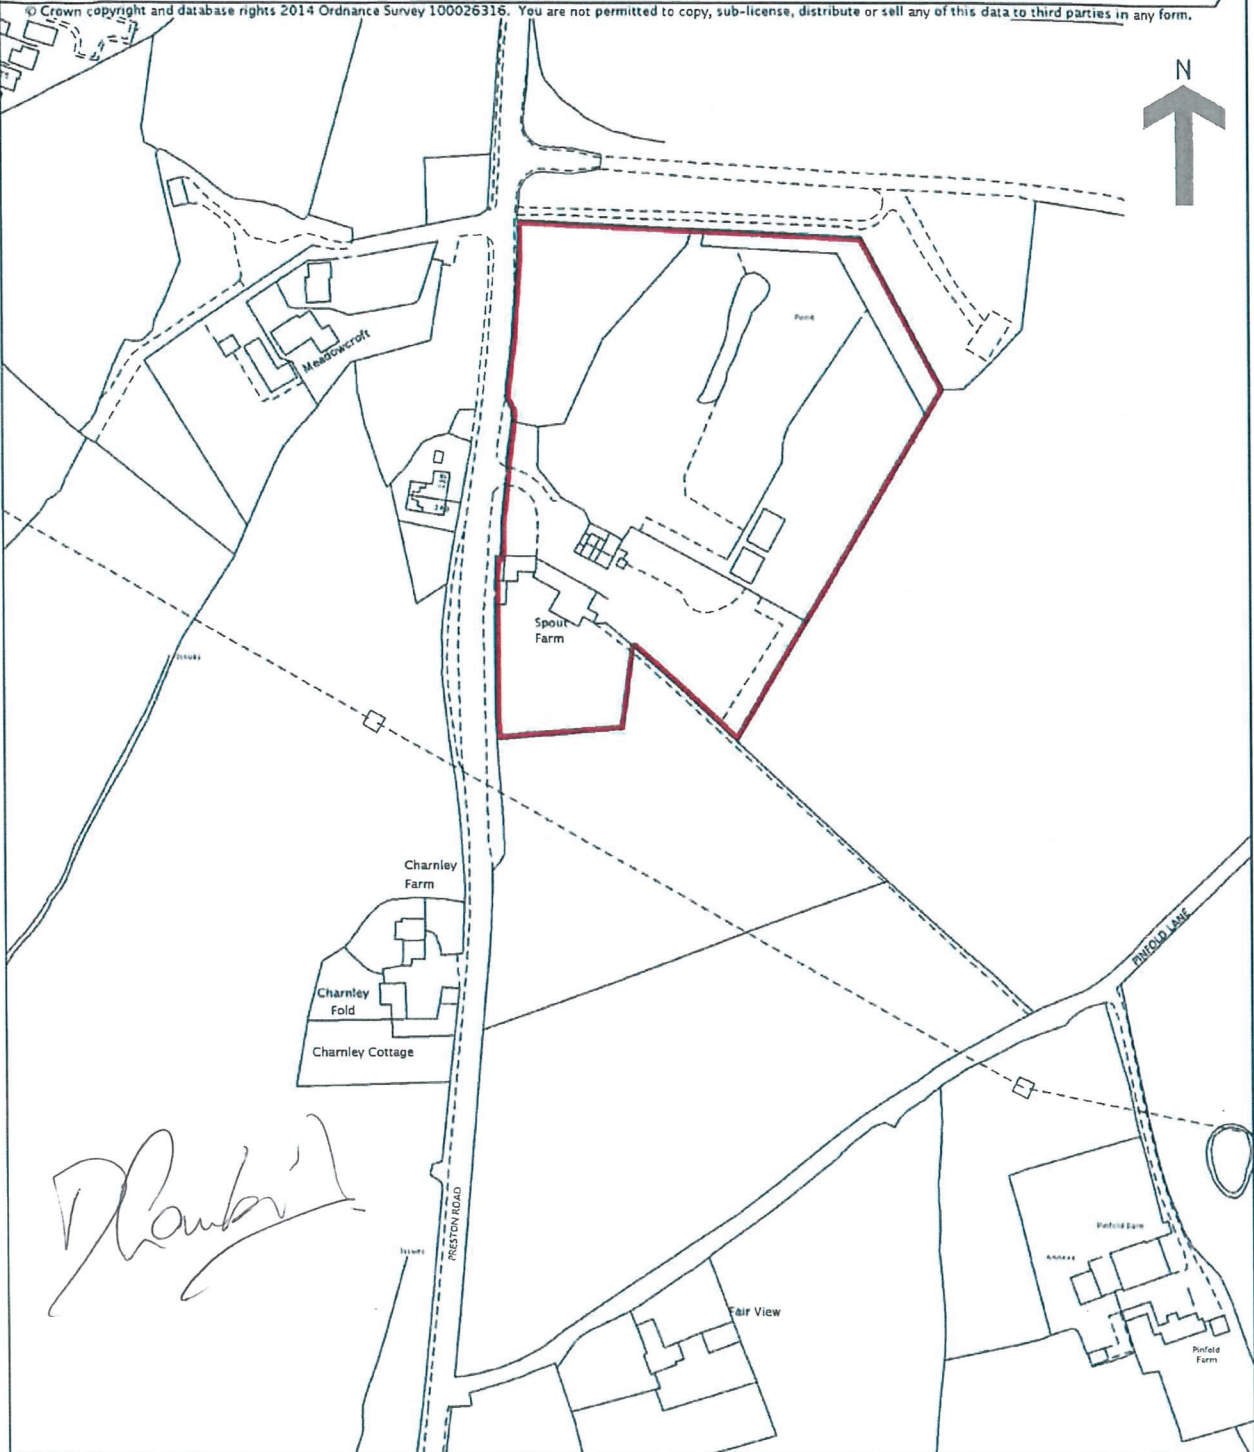 © Crown copyright and database rights 2014 Ordnance Survey 100026316. You are not permitted to copy, sub-license, distribute or sell any of this data to third parties in any form.
N
Pond
Meadowcroft
Spout
Farm
Issues
Charnley
Farm
PINFOLD LANE
Charnley
Fold
Charnley Cottage
PRESTON ROAD
Pinfold Barn
Issues
Annexe
Fair View
Pinfold
Farm